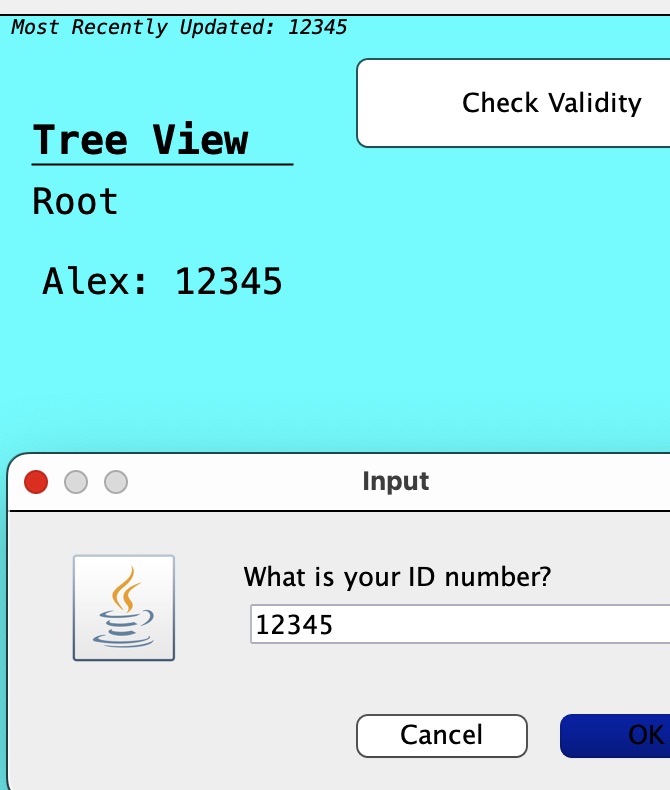 Most Recently Updated: 12345
Check Validity
Tree View
Root
Alex: 12345
Input
What is your ID number?
12345
Cancel
OK